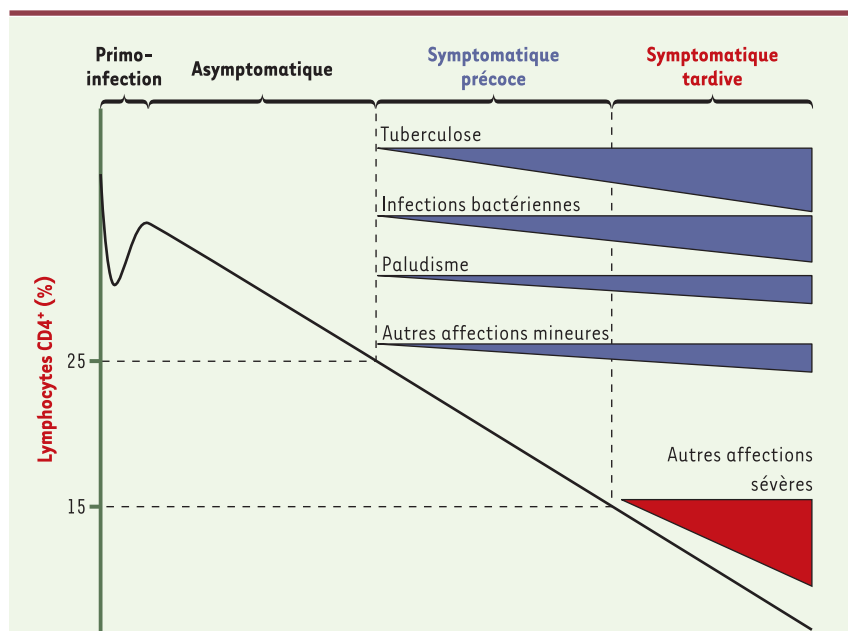 Primo-
infection
Asymptomatique
Symptomatique
précoce
Symptomatique
tardive
Tuberculose
Infections bactériennes
Paludisme
Autres affections mineures
Autres affections
sévères
Lymphocytes CD4+ (%)
25
15